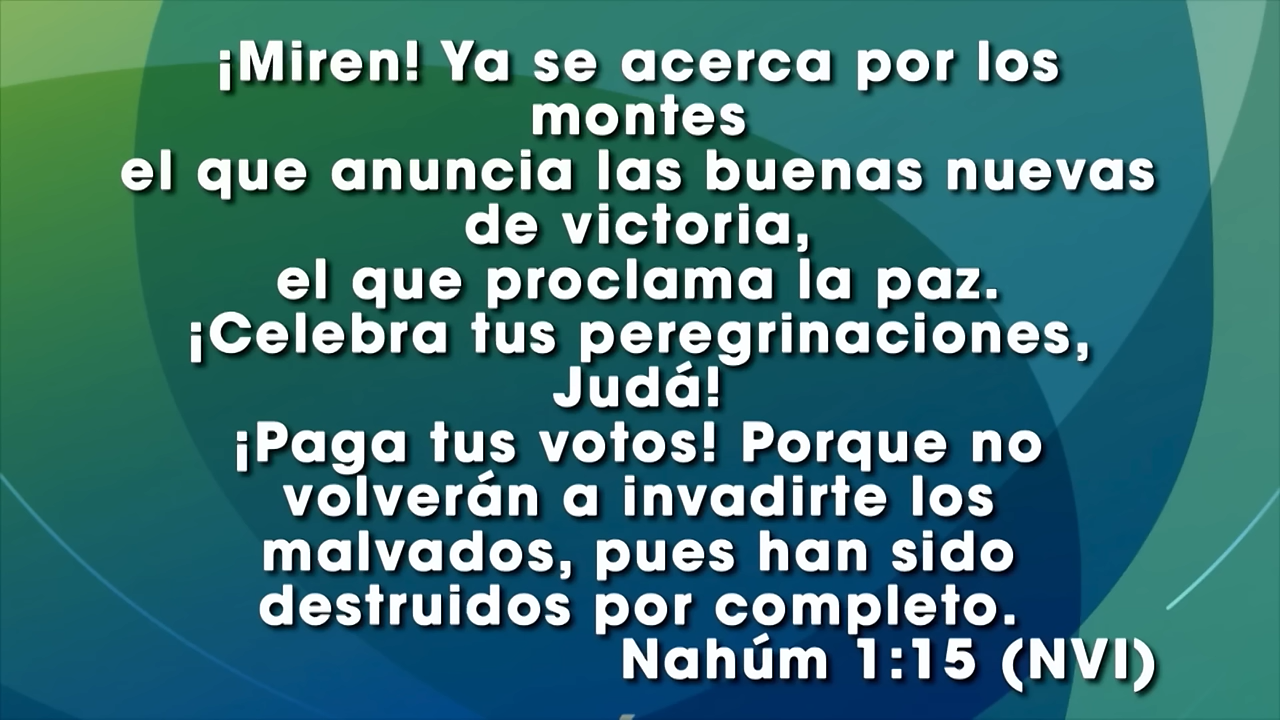 ¡Miren! Ya se acerca por los
montes
el que anuncia las buenas nuevas
de victoria,
el que proclama la paz.
¡Celebra tus peregrinaciones,
Judá!
¡Paga tus votos! Porque no
volverán a invadirte los
malvados, pues han sido
destruidos por completo.
Nahúm 1:15 (NVI)